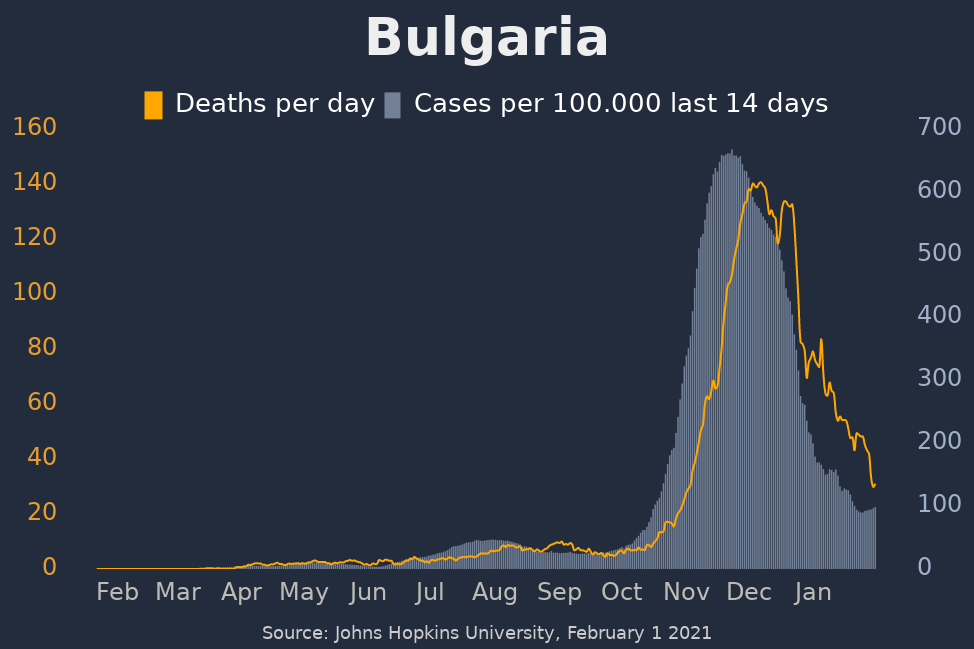 Bulgaria
Deaths per day Cases per 100.000 last 14 days
160 700
140 600
120 500
100 400
80 300
60 200
40 100
20 0
0
Feb Mar Apr May Jun Jul Aug Sep Oct Nov Dec Jan
Source: Johns Hopkins University, February 1 2021